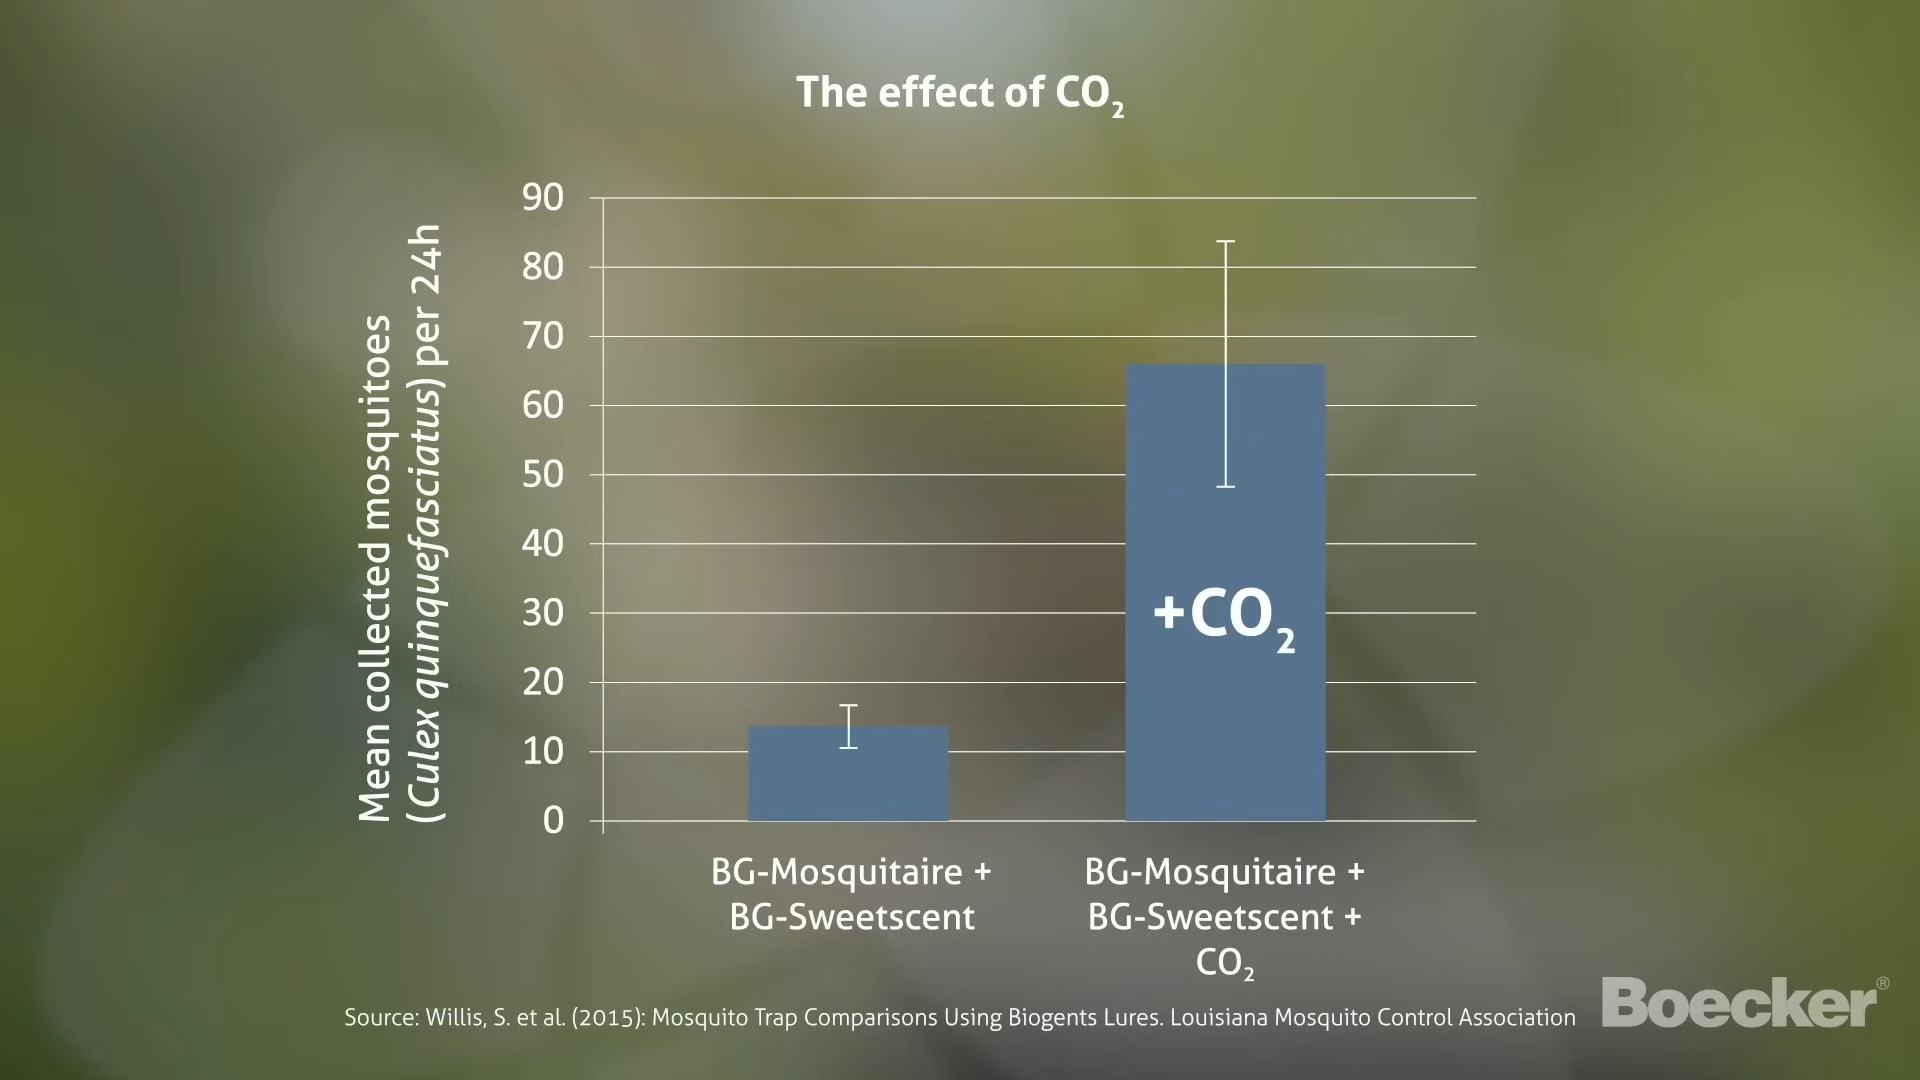 The effect of CO₂
Mean collected mosquitoes
(Culex quinquefasciatus) per 24h
90
80
70
60
50
40
30
20
10
0
+CO₂
BG-Mosquitaire +
BG-Sweetscent
BG-Mosquitaire +
BG-Sweetscent +
CO₂
Source: Willis, S. et al. (2015): Mosquito Trap Comparisons Using Biogents Lures. Louisiana Mosquito Control Association
Boecker®